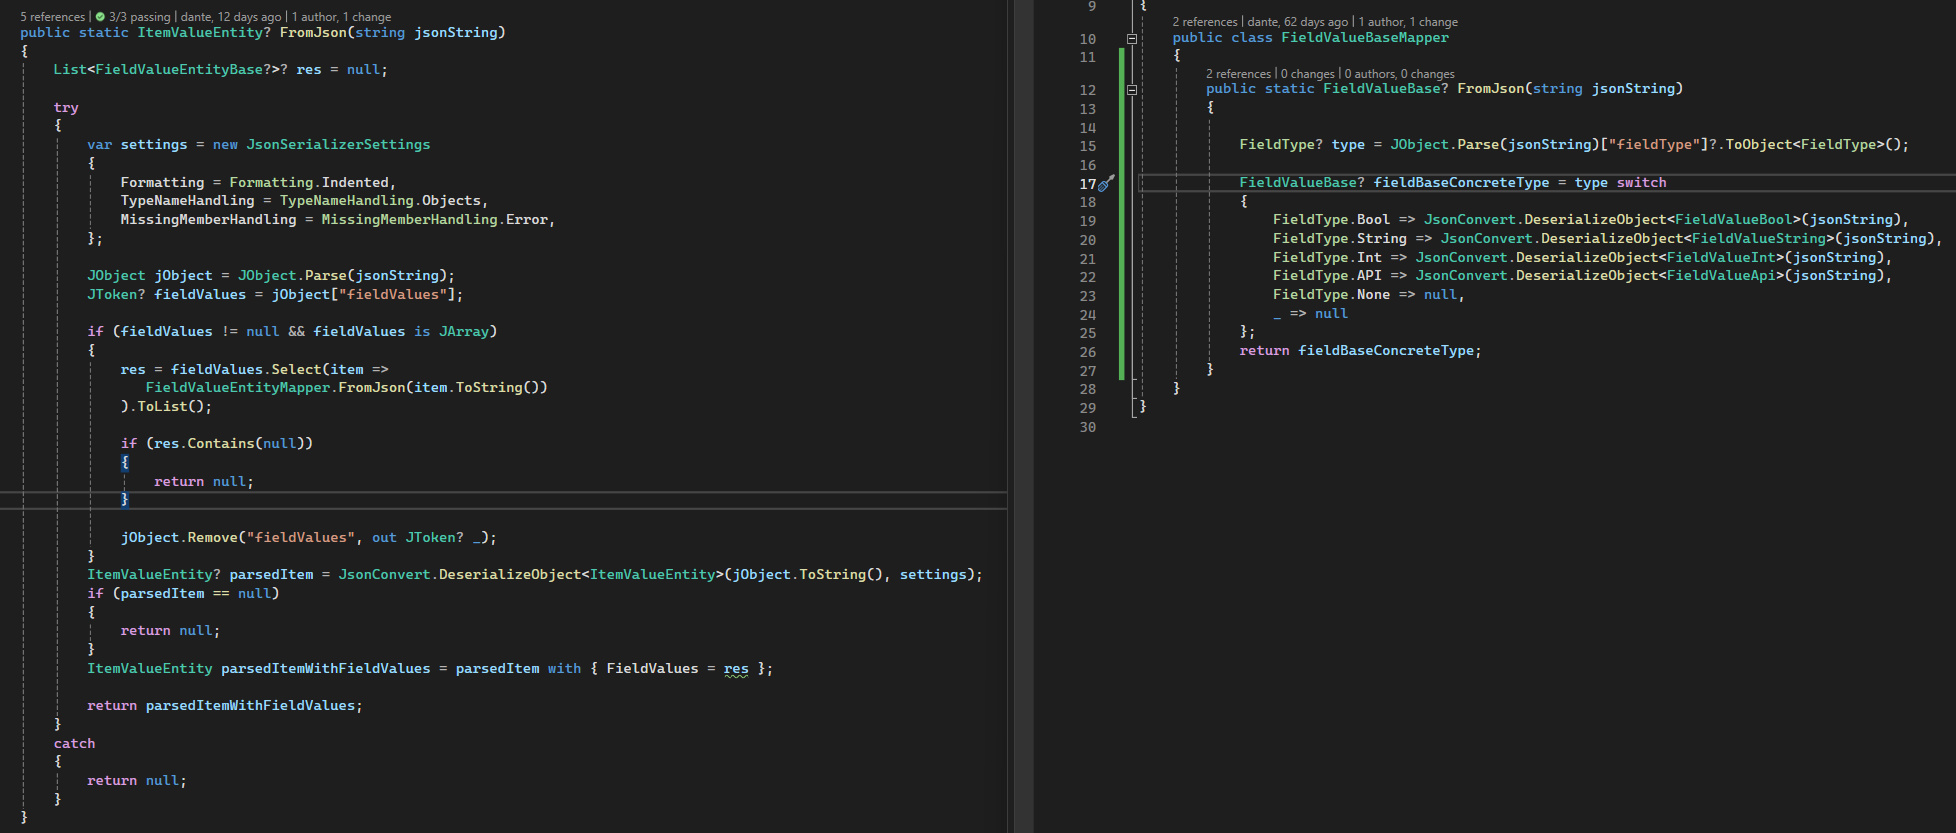 5 references | 3/3 passing | dante, 12 days ago | 1 author, 1 change
public static ItemValueEntity? FromJson(string jsonString)
{
    List<FieldValueEntityBase?>? res = null;

    try
    {
        var settings = new JsonSerializerSettings
        {
            Formatting = Formatting.Indented,
            TypeNameHandling = TypeNameHandling.Objects,
            MissingMemberHandling = MissingMemberHandling.Error,
        };

        JObject jObject = JObject.Parse(jsonString);
        JToken? fieldValues = jObject["fieldValues"];

        if (fieldValues != null && fieldValues is JArray)
        {
            res = fieldValues.Select(item =>
               FieldValueEntityMapper.FromJson(item.ToString())
            ).ToList();

            if (res.Contains(null))
            {
                return null;
            }

            jObject.Remove("fieldValues", out JToken? _);
        }
        ItemValueEntity? parsedItem = JsonConvert.DeserializeObject<ItemValueEntity>(jObject.ToString(), settings);
        if (parsedItem == null)
        {
            return null;
        }
        ItemValueEntity parsedItemWithFieldValues = parsedItem with { FieldValues = res };

        return parsedItemWithFieldValues;
    }
    catch
    {
        return null;
    }
}
9 {
2 references | dante, 62 days ago | 1 author, 1 change
10     public class FieldValueBaseMapper
11     {
2 references | 0 changes | 0 authors, 0 changes
12         public static FieldValueBase? FromJson(string jsonString)
13         {
14
15             FieldType? type = JObject.Parse(jsonString)["fieldType"]?.ToObject<FieldType>();
16
17             FieldValueBase? fieldBaseConcreteType = type switch
18             {
19                 FieldType.Bool => JsonConvert.DeserializeObject<FieldValueBool>(jsonString),
20                 FieldType.String => JsonConvert.DeserializeObject<FieldValueString>(jsonString),
21                 FieldType.Int => JsonConvert.DeserializeObject<FieldValueInt>(jsonString),
22                 FieldType.API => JsonConvert.DeserializeObject<FieldValueApi>(jsonString),
23                 FieldType.None => null,
24                 _ => null
25             };
26             return fieldBaseConcreteType;
27         }
28     }
29 }
30